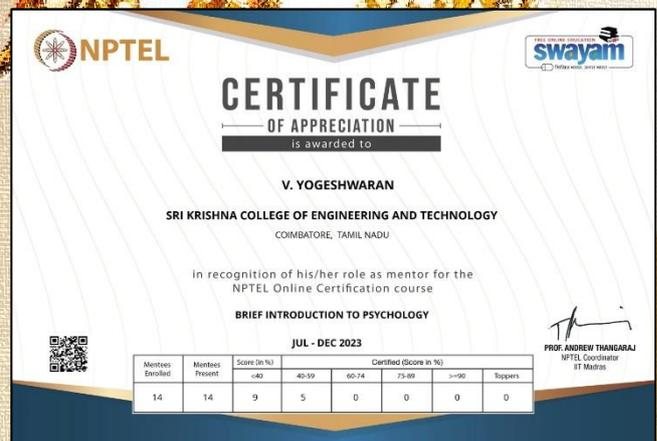 NPTEL
FREE ONLINE EDUCATION
swayam
CERTIFICATE
OF APPRECIATION
is awarded to
V. YOGESHWARAN
SRI KRISHNA COLLEGE OF ENGINEERING AND TECHNOLOGY
COIMBATORE, TAMIL NADU
in recognition of his/her role as mentor for the
NPTEL Online Certification course
BRIEF INTRODUCTION TO PSYCHOLOGY
JUL - DEC 2023
PROF. ANDREW THANGARAJ
NPTEL Coordinator
IIT Madras
Mentees Enrolled Mentees Present Score (in %) Certified (Score in %)
<40 40-59 60-74 75-89 >=90 Toppers
14 14 9 5 0 0 0 0